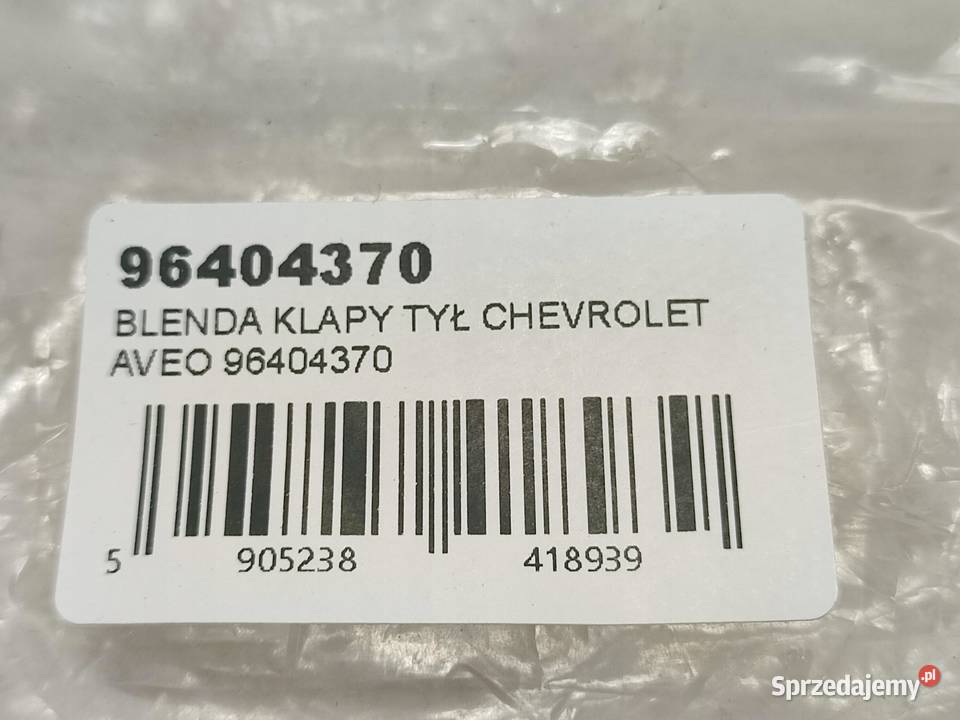 96404370
BLENDA KLAPY TYŁ CHEVROLET
AVEO 96404370
5 905238 418939
Sprzedajemy.pl